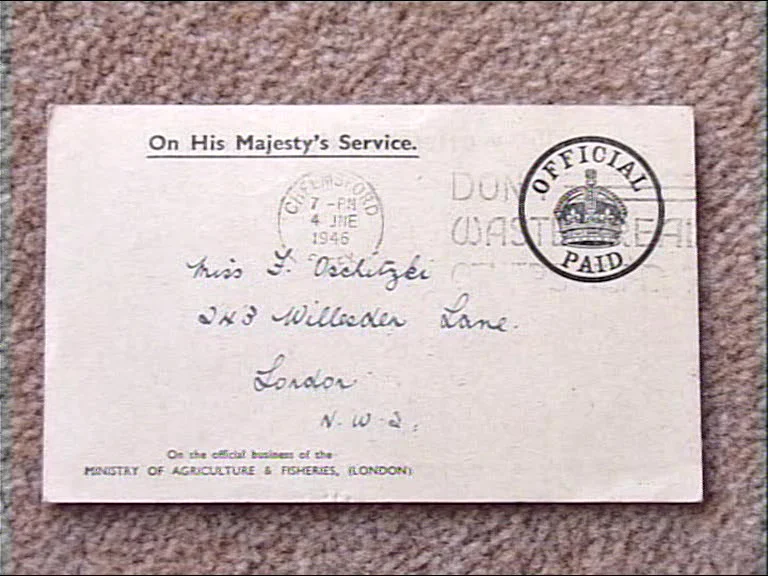 On His Majesty's Service.
OFFICIAL
PAID
CHELMSFORD
7 - PM
4 JNE
1946
DON
WASTE BREAD
Miss F. Oschitzki
243 Willesden Lane.
London
N.W-2.
On the official business of the
MINISTRY OF AGRICULTURE & FISHERIES, (LONDON)